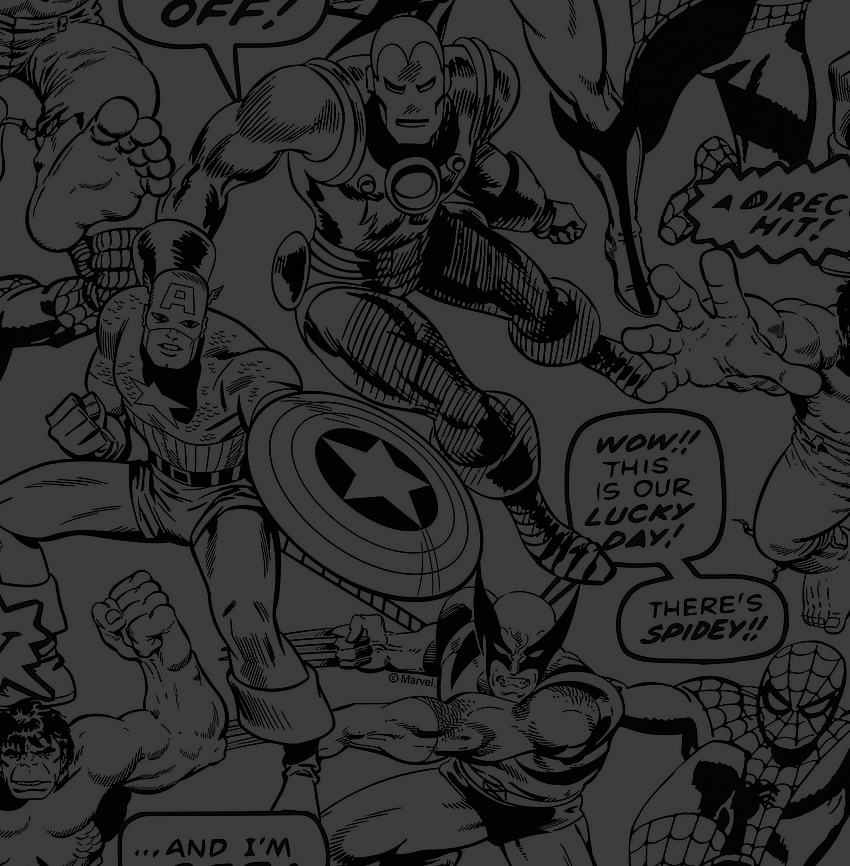 OFF!
A DIREC
HIT!
A
WOW!!
THIS
IS OUR
LUCKY
DAY!
THERE'S
SPIDEY!!
© Marvel
...AND I'M